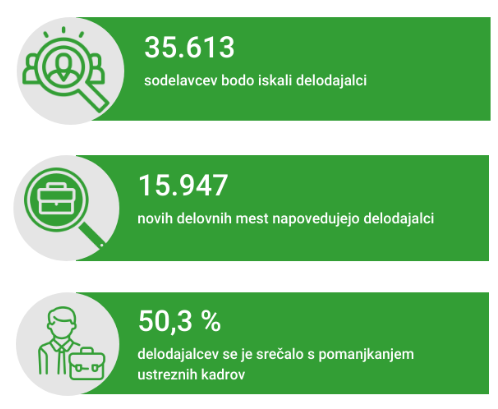 35.613
sodelavcev bodo iskali delodajalci
15.947
novih delovnih mest napovedujejo delodajalci
50,3 %
delodajalcev se je srečalo s pomanjkanjem
ustreznih kadrov